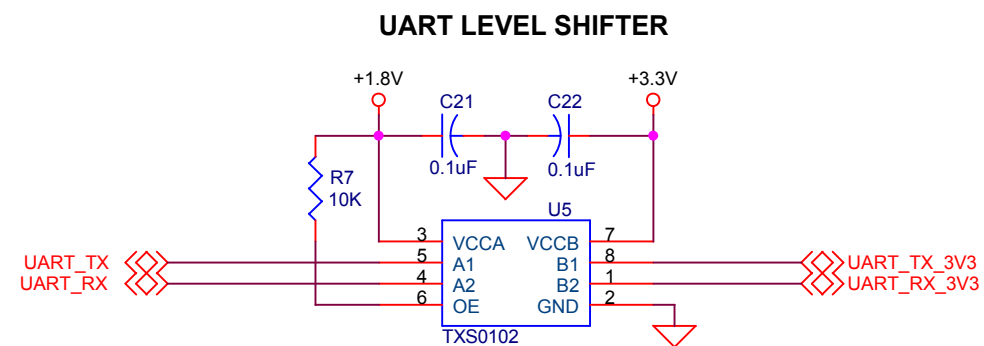 UART LEVEL SHIFTER
+1.8V
+3.3V
C21
C22
0.1uF
0.1uF
R7
10K
U5
3 VCCA VCCB 7
UART_TX 5 A1 B1 8 UART_TX_3V3
UART_RX 4 A2 B2 1 UART_RX_3V3
6 OE GND 2
TXS0102